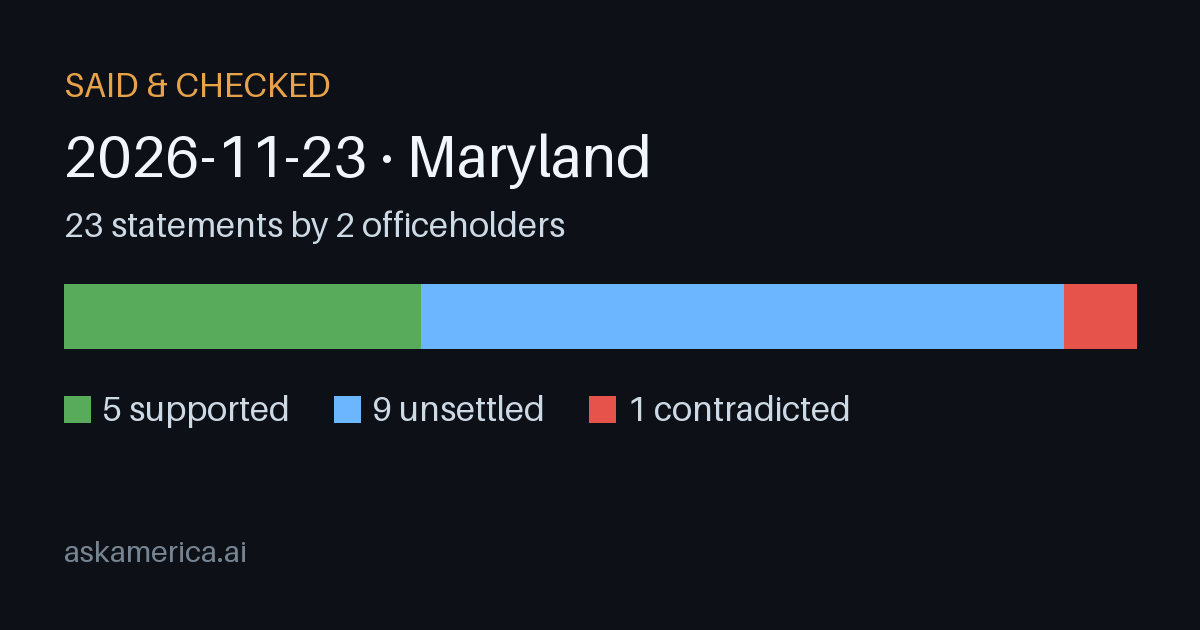 SAID & CHECKED
2026-11-23 · Maryland
23 statements by 2 officeholders
5 supported
9 unsettled
1 contradicted
askamerica.ai